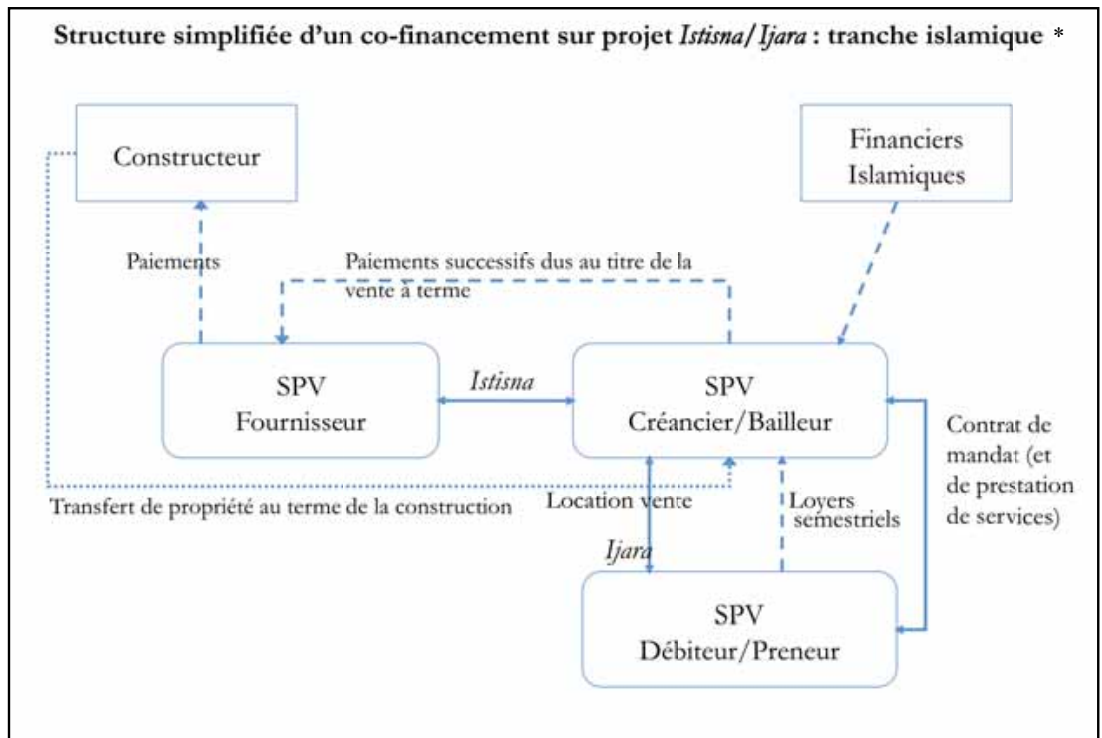 Structure simplifiée d'un co-financement sur projet Istisna/Ijara : tranche islamique *
Constructeur
Financiers
Islamiques
Paiements
Paiements successifs dus au titre de la
vente à terme
SPV
Fournisseur
Istisna
SPV
Créancier/Bailleur
Contrat de
mandat (et
de prestation
de services)
Transfert de propriété au terme de la construction
Location vente
Loyers
semestriels
Ijara
SPV
Débiteur/Preneur